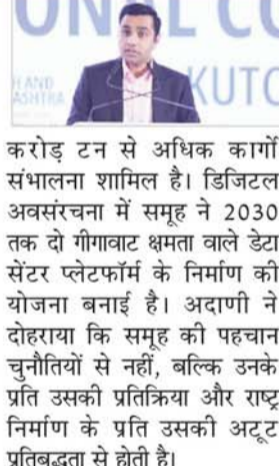 ONAL CO
H AND
ASHTRA
KUTC
करोड़ टन से अधिक कार्गो
संभालना शामिल है। डिजिटल
अवसंरचना में समूह ने 2030
तक दो गीगावाट क्षमता वाले डेटा
सेंटर प्लेटफॉर्म के निर्माण की
योजना बनाई है। अदाणी ने
दोहराया कि समूह की पहचान
चुनौतियों से नहीं, बल्कि उनके
प्रति उसकी प्रतिक्रिया और राष्ट्र
निर्माण के प्रति उसकी अटूट
प्रतिबद्धता से होती है।